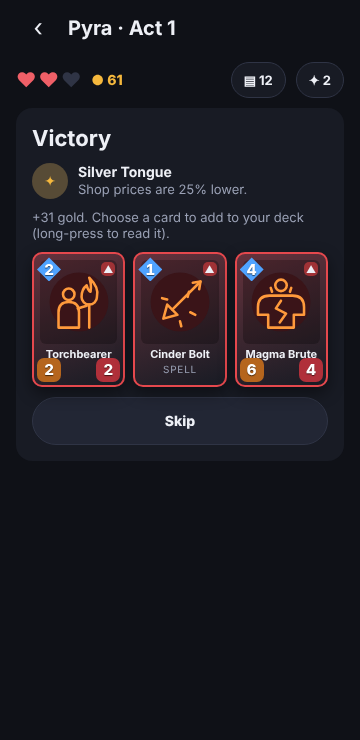 Pyra · Act 1
61
12
2
Victory
Silver Tongue
Shop prices are 25% lower.
+31 gold. Choose a card to add to your deck
(long-press to read it).
2
Torchbearer
2
2
1
Cinder Bolt
SPELL
4
Magma Brute
6
4
Skip